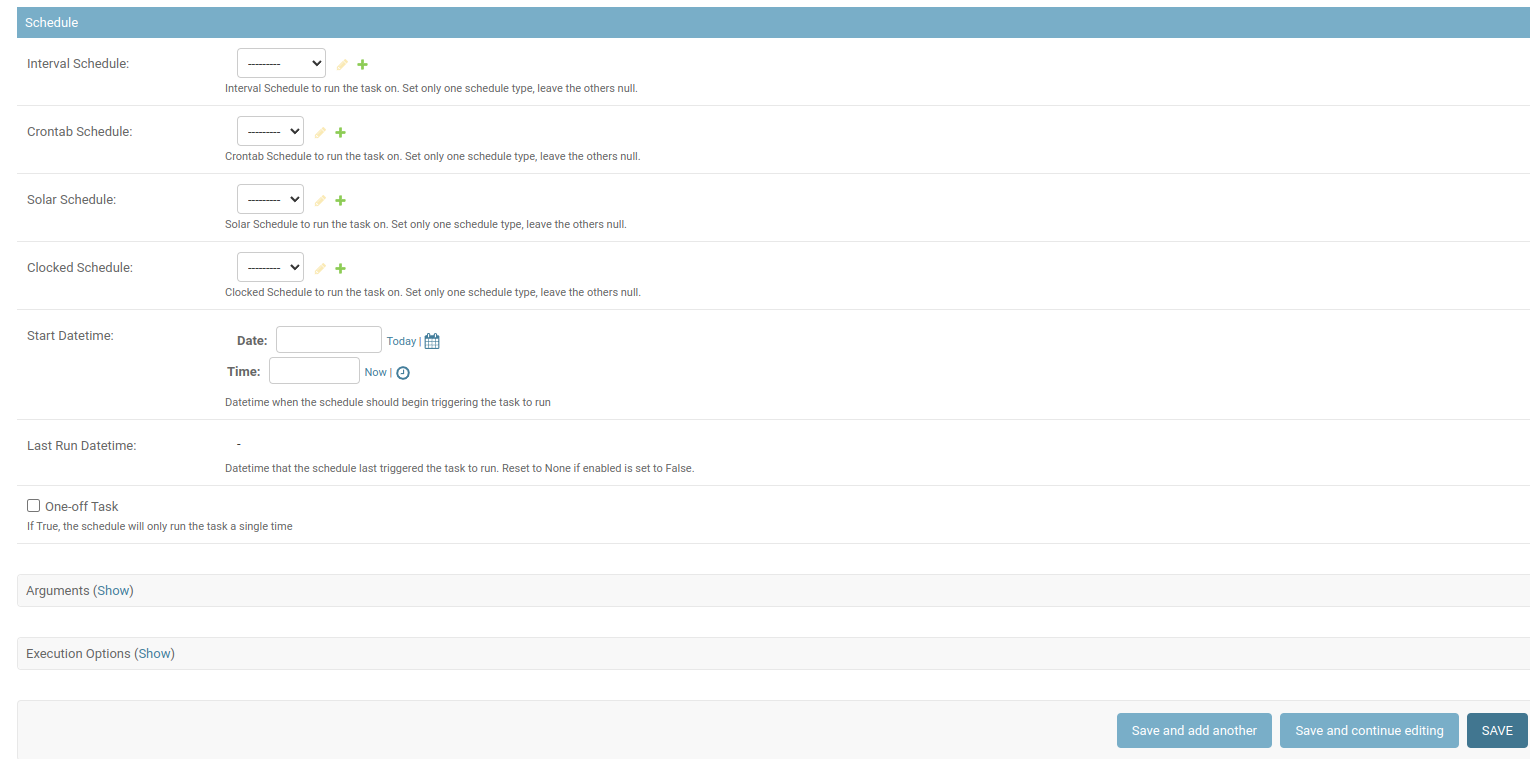 Schedule
Interval Schedule: ---------
Interval Schedule to run the task on. Set only one schedule type, leave the others null.
Crontab Schedule: ---------
Crontab Schedule to run the task on. Set only one schedule type, leave the others null.
Solar Schedule: ---------
Solar Schedule to run the task on. Set only one schedule type, leave the others null.
Clocked Schedule: ---------
Clocked Schedule to run the task on. Set only one schedule type, leave the others null.
Start Datetime: Date: Today |
Time: Now |
Datetime when the schedule should begin triggering the task to run
Last Run Datetime: -
Datetime that the schedule last triggered the task to run. Reset to None if enabled is set to False.
One-off Task
If True, the schedule will only run the task a single time
Arguments (Show)
Execution Options (Show)
Save and add another Save and continue editing SAVE